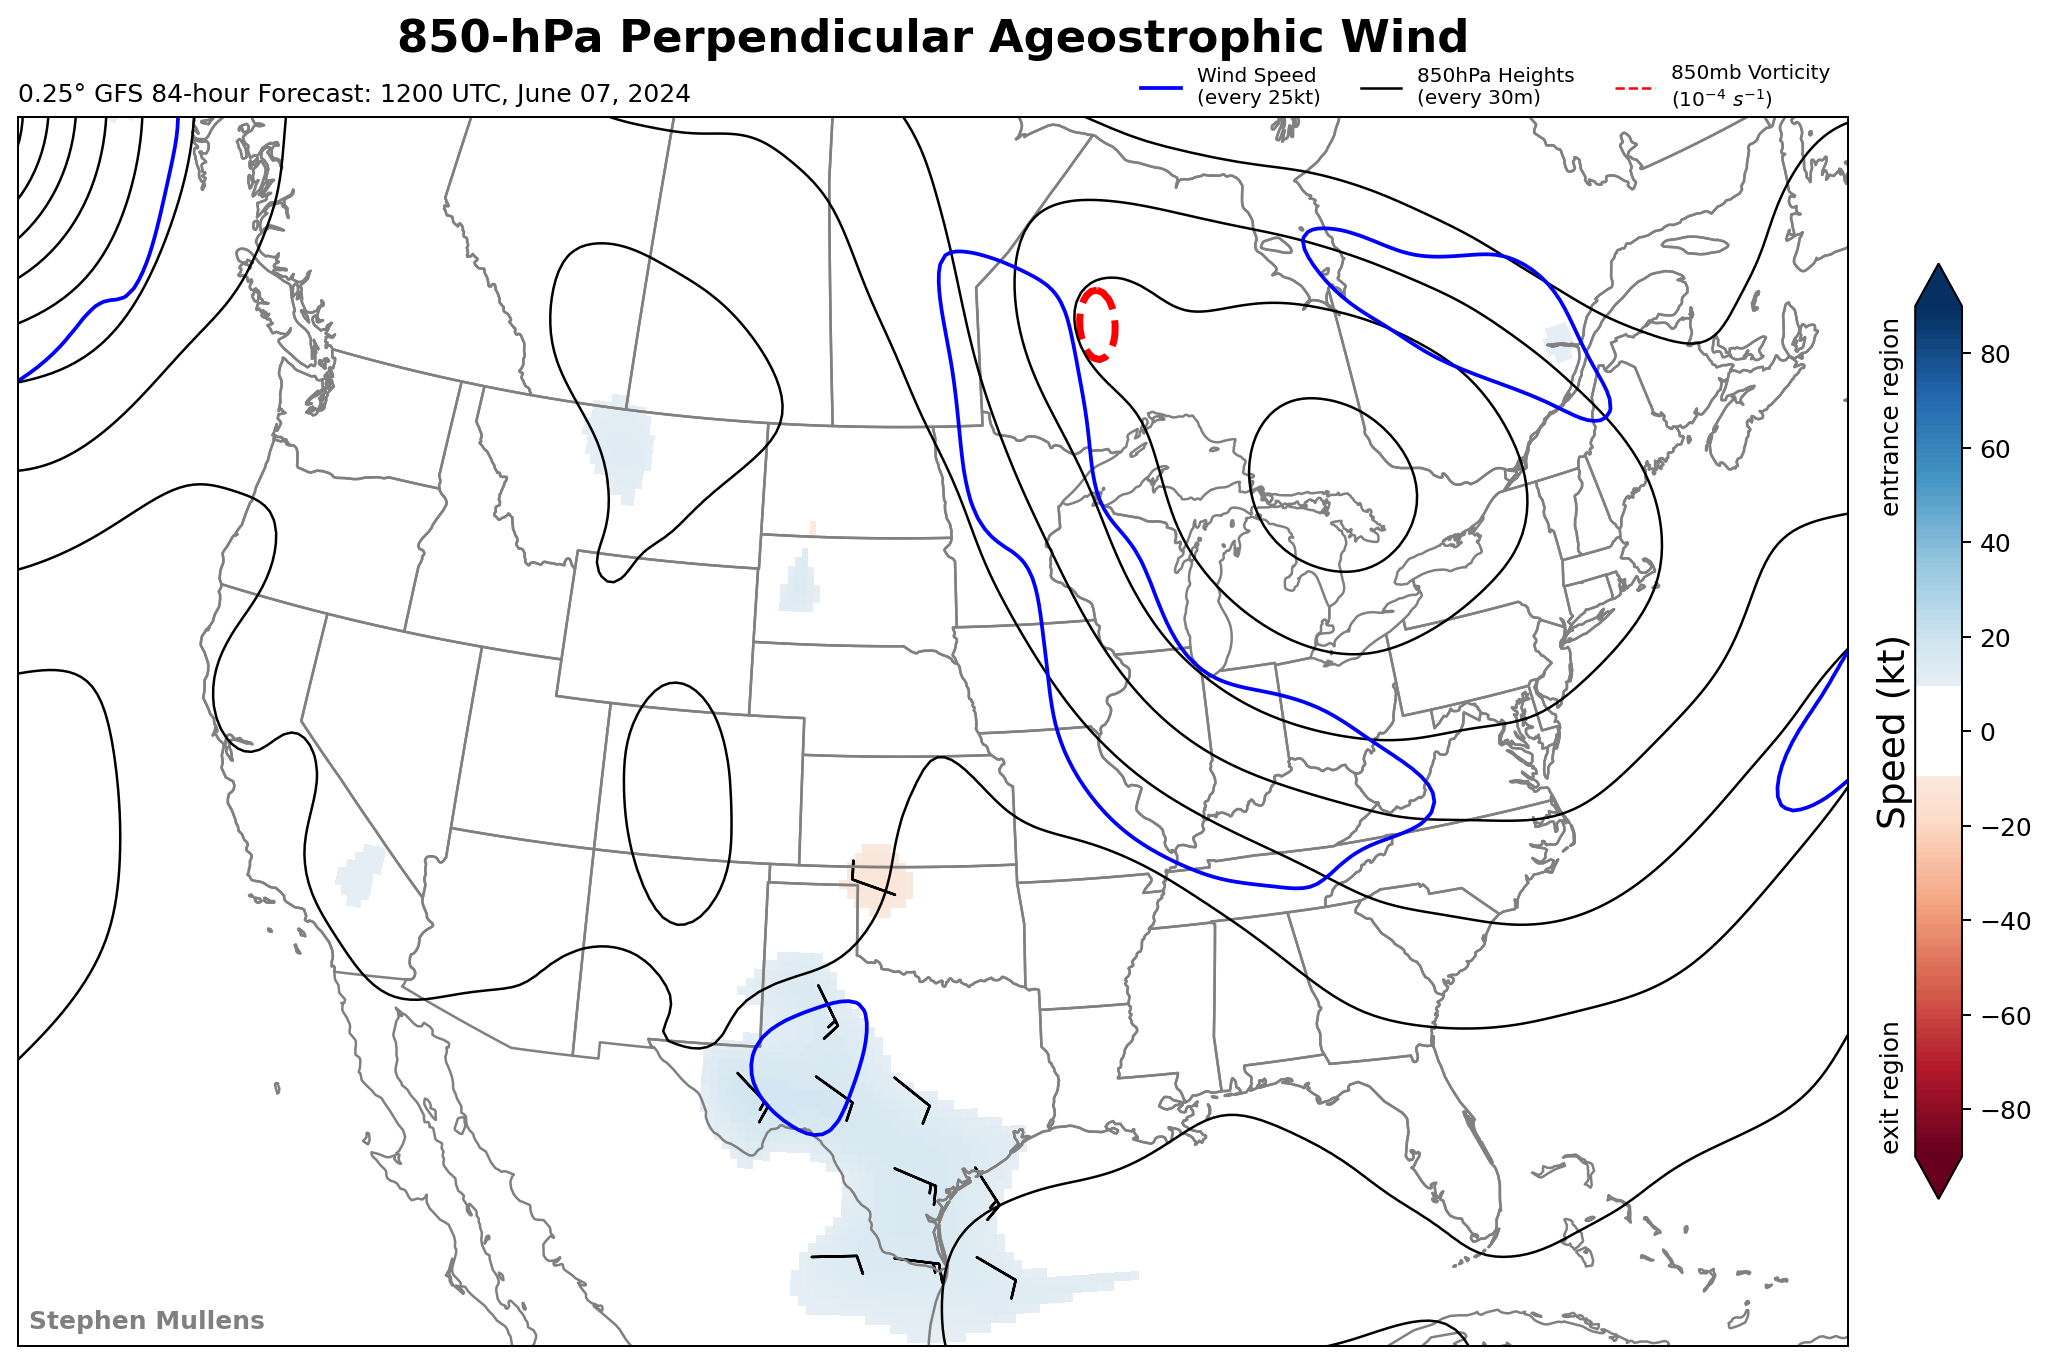 850-hPa Perpendicular Ageostrophic Wind
0.25° GFS 84-hour Forecast: 1200 UTC, June 07, 2024
Wind Speed
(every 25kt)
850hPa Heights
(every 30m)
850mb Vorticity
(10⁻⁴ s⁻¹)
entrance region
Speed (kt)
exit region
80
60
40
20
0
−20
−40
−60
−80
Stephen Mullens